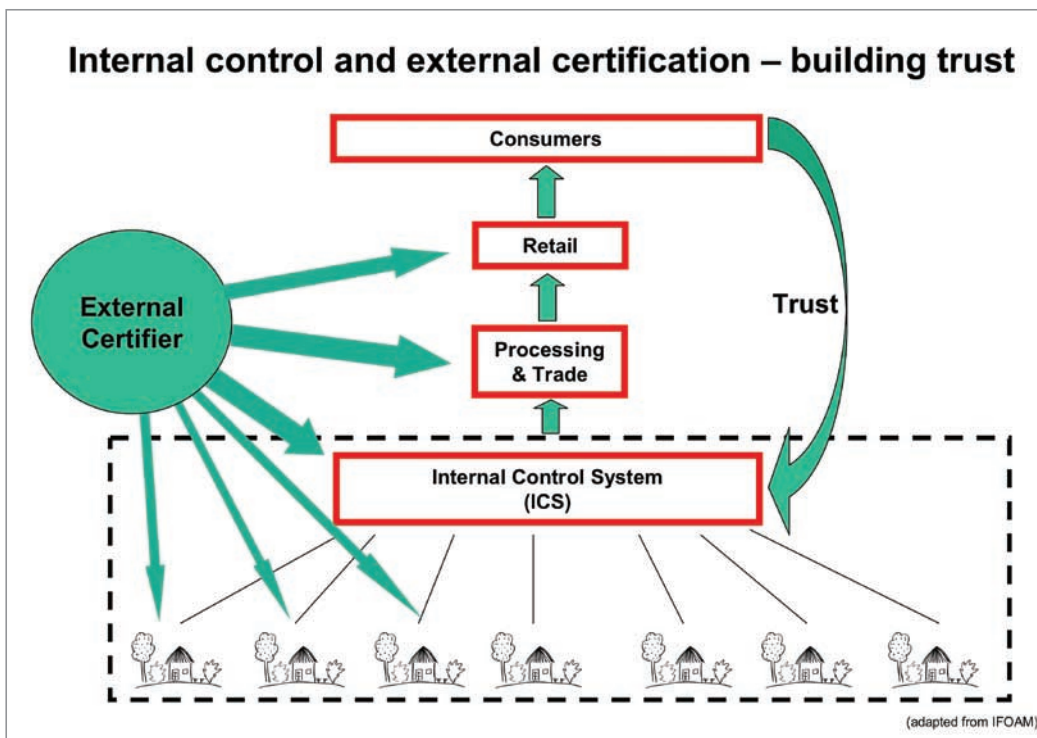 Internal control and external certification – building trust
Consumers
Retail
External
Certifier
Trust
Processing
& Trade
Internal Control System
(ICS)
(adapted from IFOAM)